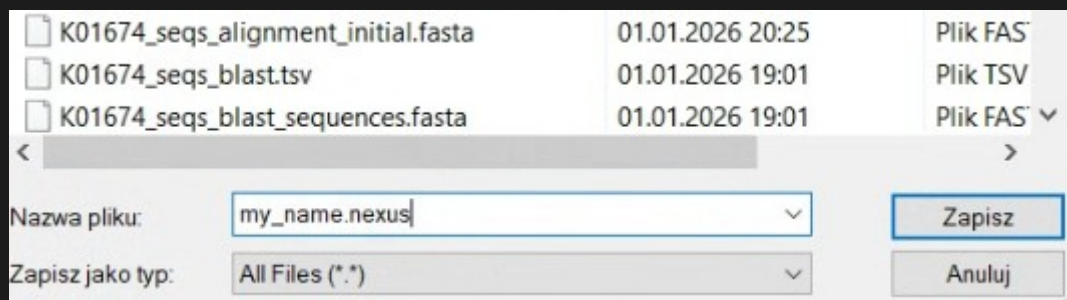 K01674_seqs_alignment_initial.fasta 01.01.2026 20:25 Plik FAS
K01674_seqs_blast.tsv 01.01.2026 19:01 Plik TSV
K01674_seqs_blast_sequences.fasta 01.01.2026 19:01 Plik FAS
Nazwa pliku: my_name.nexus Zapisz
Zapisz jako typ: All Files (*.*) Anuluj